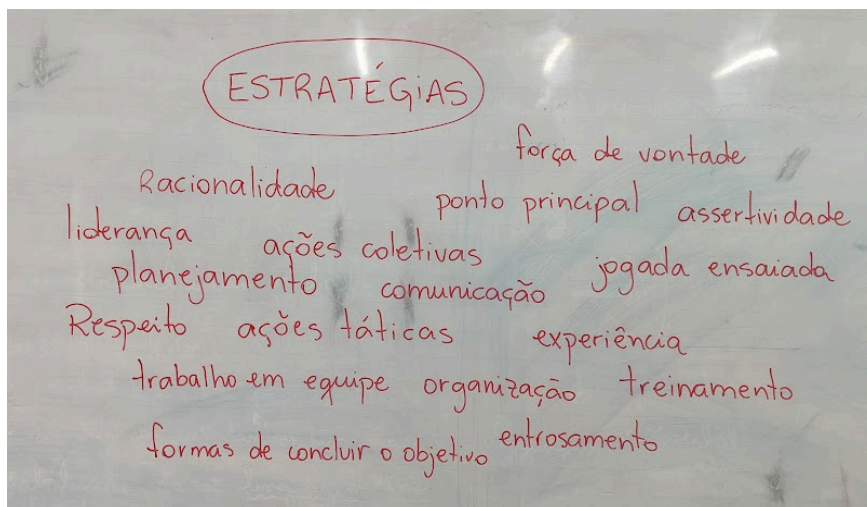 ESTRATÉGIAS
força de vontade
Racionalidade
ponto principal
assertividade
liderança
ações coletivas
jogada ensaiada
planejamento
comunicação
Respeito
ações táticas
experiência
trabalho em equipe
organização
treinamento
formas de concluir o objetivo
entrosamento